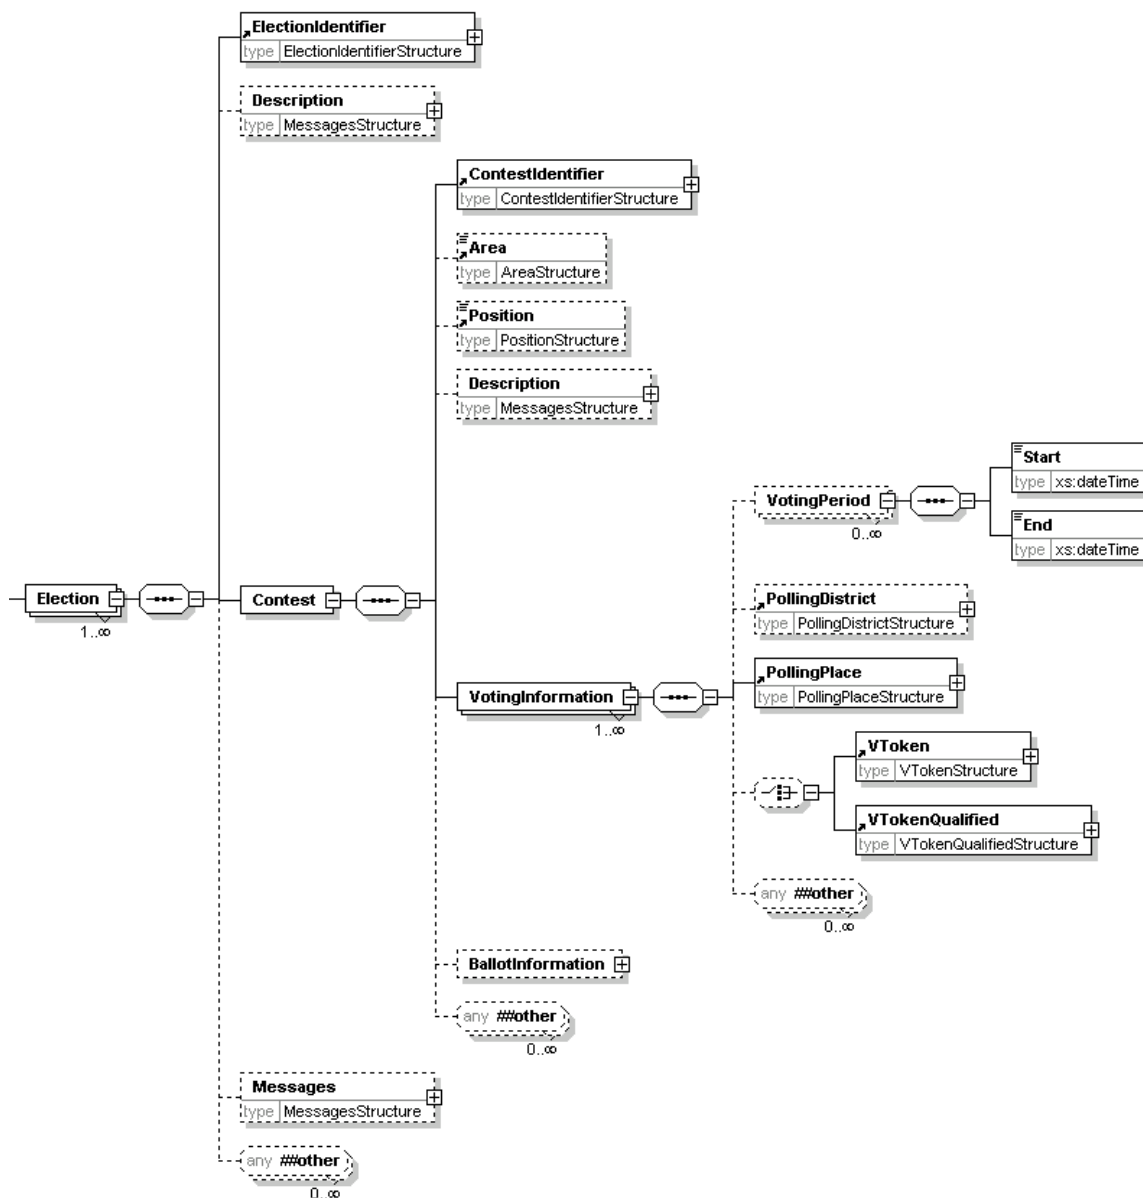 ElectionIdentifier
type ElectionIdentifierStructure
Description
type MessagesStructure
ContestIdentifier
type ContestIdentifierStructure
Area
type AreaStructure
Position
type PositionStructure
Description
type MessagesStructure
Start
type xs:dateTime
VotingPeriod
0..∞
End
type xs:dateTime
Election
1..∞
Contest
PollingDistrict
type PollingDistrictStructure
VotingInformation
1..∞
PollingPlace
type PollingPlaceStructure
VToken
type VTokenStructure
VTokenQualified
type VTokenQualifiedStructure
any ##other
0..∞
BallotInformation
any ##other
0..∞
Messages
type MessagesStructure
any ##other
0..∞